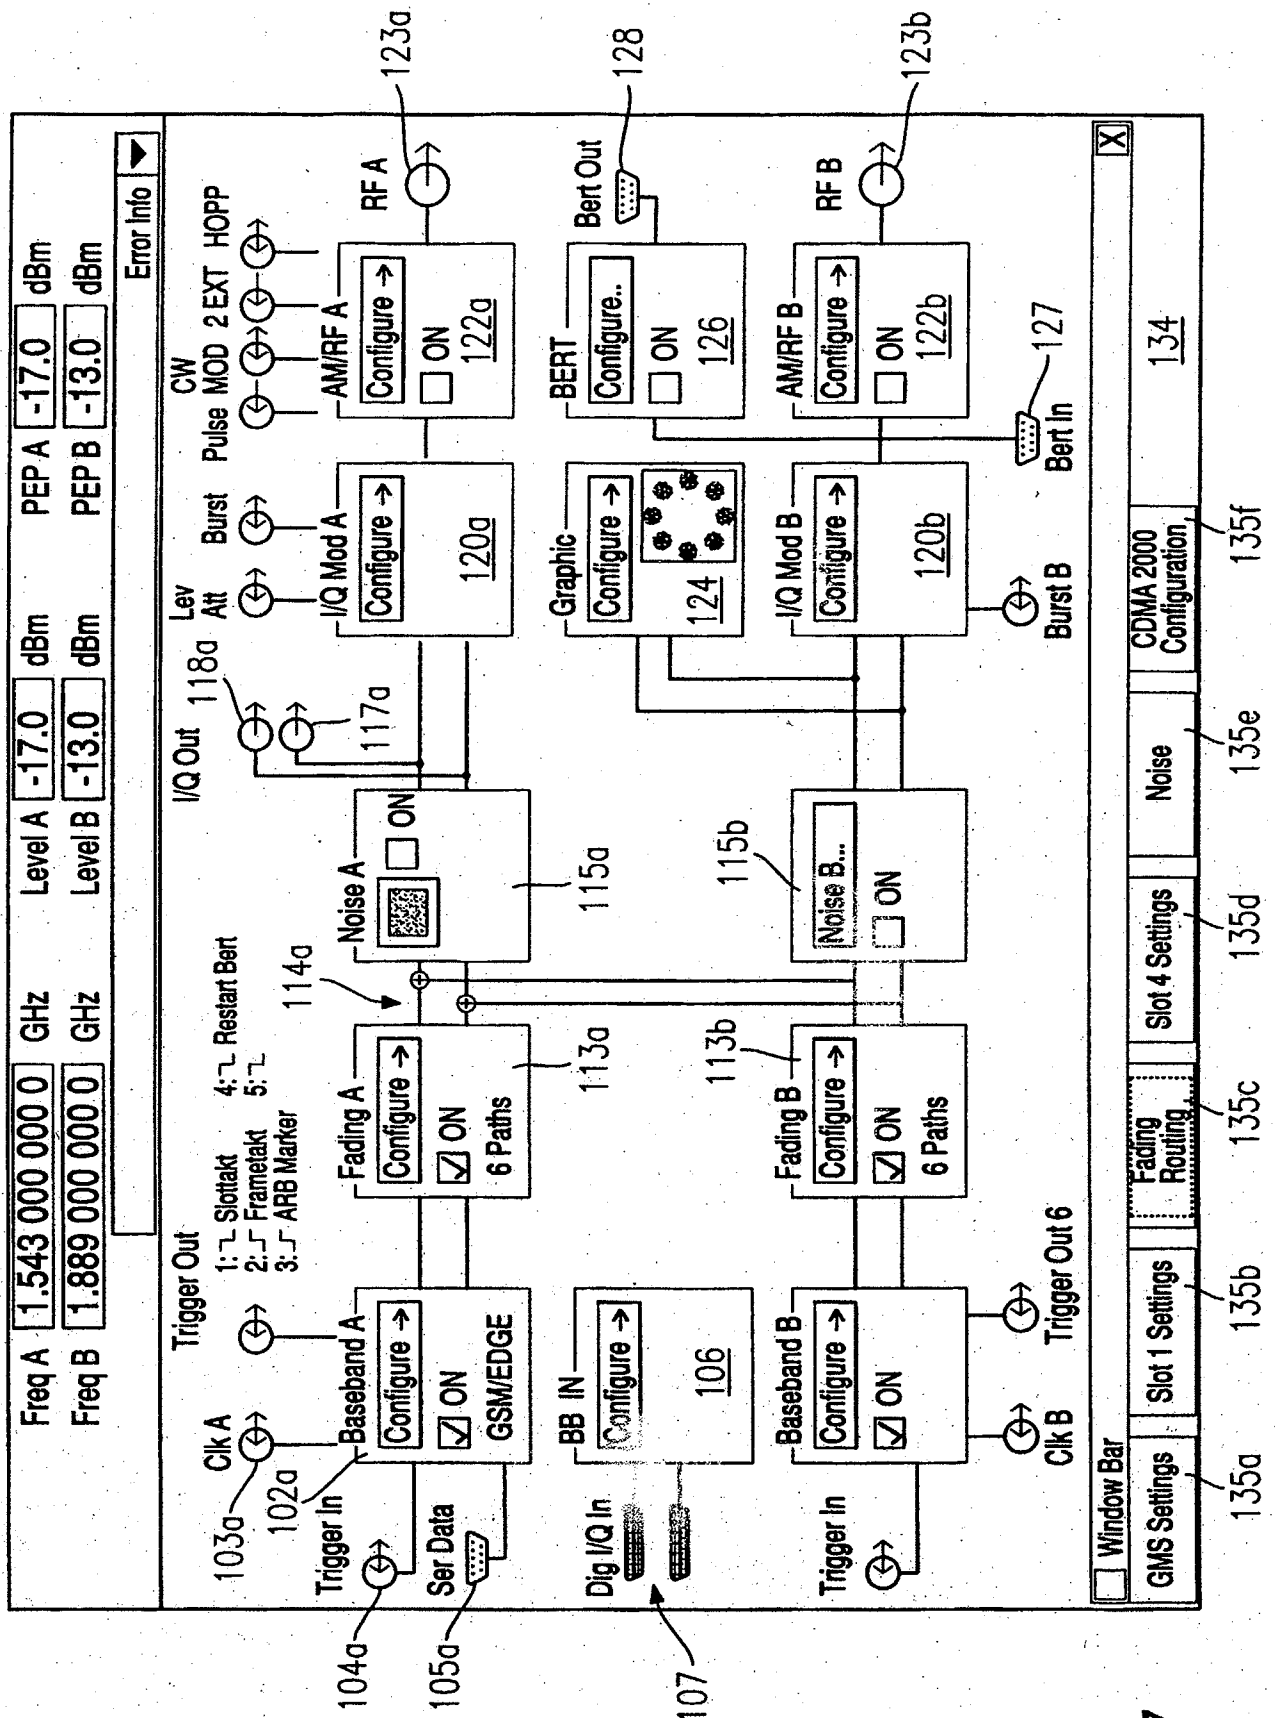 Freq A 1.543 000 000 0 GHz Level A -17.0 dBm PEP A -17.0 dBm
Freq B 1.889 000 000 0 GHz Level B -13.0 dBm PEP B -13.0 dBm
Error Info
Clk A
Trigger Out
1: Slottakt
2: Frametakt
3: ARB Marker
4: Restart Bert
5:
I/Q Out
Lev Att
Burst
Pulse
CW MOD
2 EXT
HOPP
103a
102a
Trigger In
104a
Ser Data
105a
Baseband A
Configure →
ON
GSM/EDGE
Fading A
Configure →
ON
6 Paths
113a
114a
Noise A
ON
115a
118a
117a
I/Q Mod A
Configure →
120a
AM/RF A
Configure →
ON
122a
RF A
123a
Dig I/Q In
107
BB IN
Configure →
106
Graphic
Configure →
124
BERT
Configure..
ON
126
Bert Out
128
Trigger In
Baseband B
Configure →
ON
Clk B
Trigger Out 6
Fading B
Configure →
ON
6 Paths
113b
Noise B...
ON
115b
I/Q Mod B
Configure →
120b
Burst B
AM/RF B
Configure →
ON
122b
RF B
123b
Bert In
127
Window Bar
X
GMS Settings
Slot 1 Settings
Fading Routing
Slot 4 Settings
Noise
CDMA 2000
Configuration
134
135a
135b
135c
135d
135e
135f